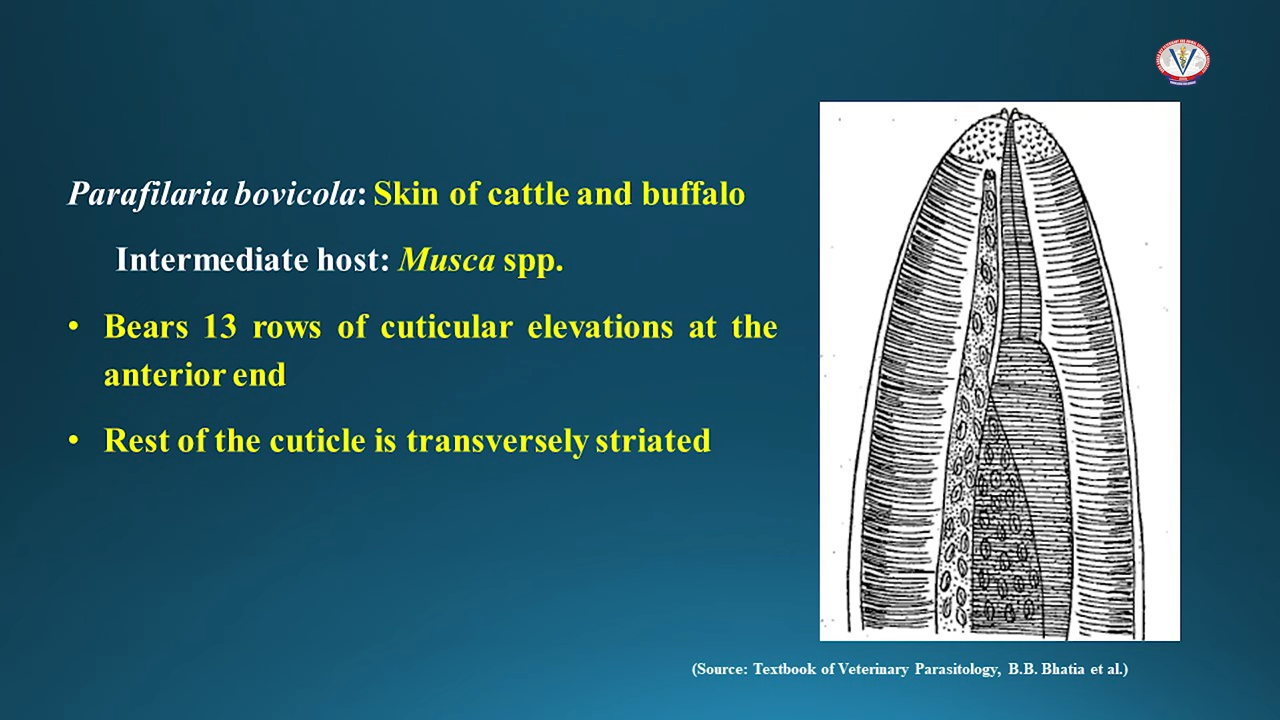 Parafilaria bovicola: Skin of cattle and buffalo
Intermediate host: Musca spp.
• Bears 13 rows of cuticular elevations at the
anterior end
• Rest of the cuticle is transversely striated
(Source: Textbook of Veterinary Parasitology, B.B. Bhatia et al.)